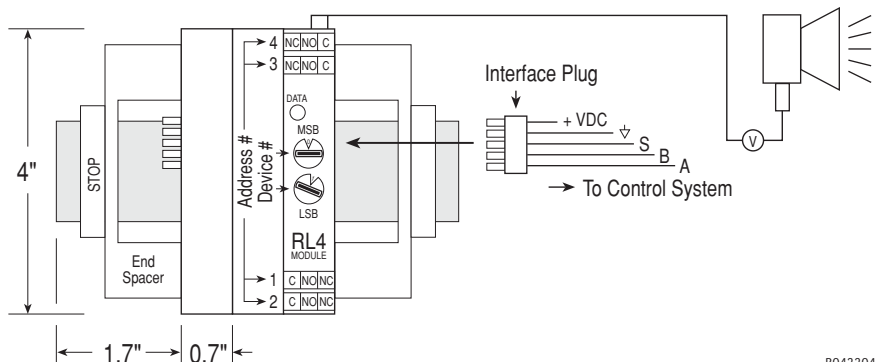 4 NC NO C
3 NC NO C
DATA
MSB
Address #
Device #
LSB
RL4
MODULE
1 C NO NC
2 C NO NC
4"
STOP
End
Spacer
1.7"
0.7"
Interface Plug
+ VDC
S
B
A
To Control System
V